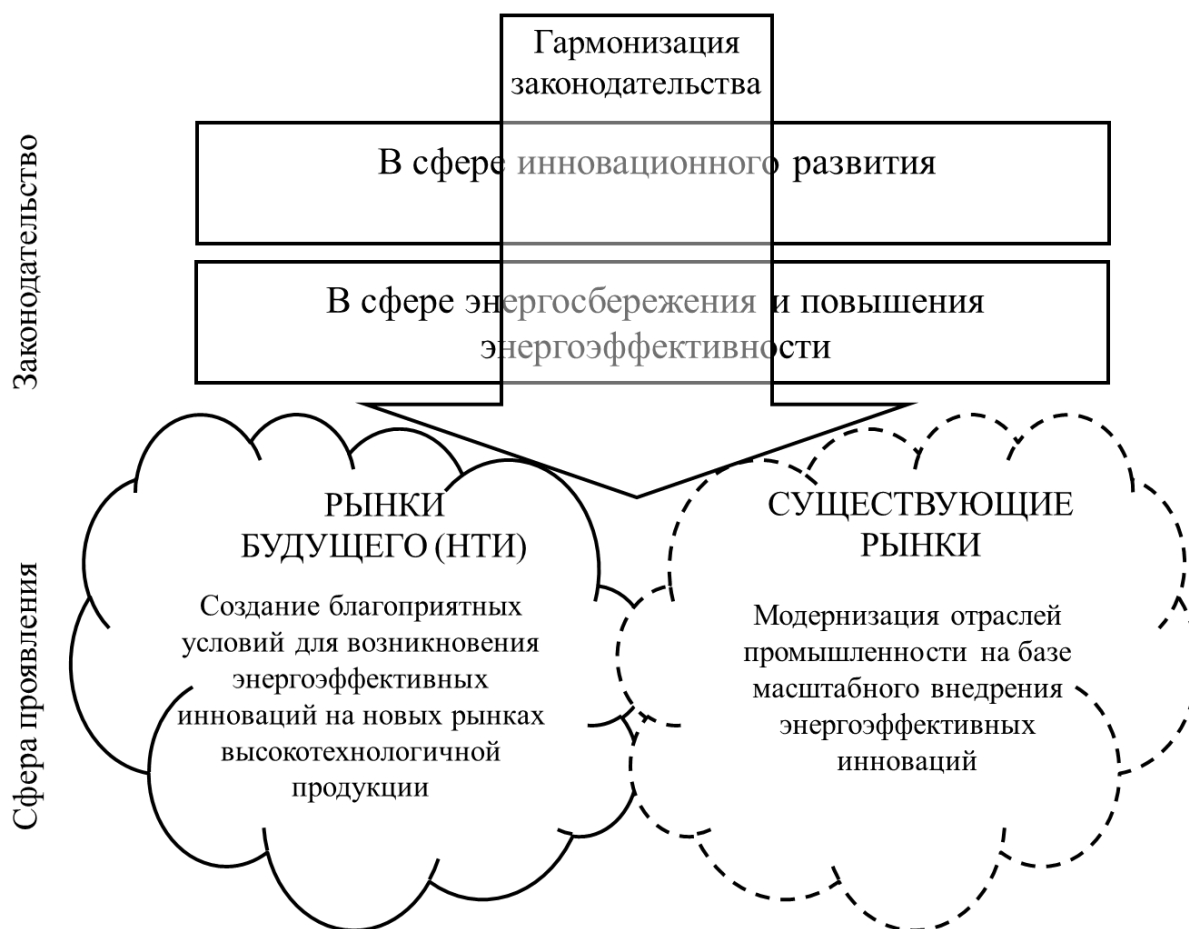 Гармонизация
законодательства
Законодательство
В сфере инновационного развития
В сфере энергосбережения и повышения
энергоэффективности
Сфера проявления
РЫНКИ
БУДУЩЕГО (НТИ)
Создание благоприятных
условий для возникновения
энергоэффективных
инноваций на новых рынках
высокотехнологичной
продукции
СУЩЕСТВУЮЩИЕ
РЫНКИ
Модернизация отраслей
промышленности на базе
масштабного внедрения
энергоэффективных
инноваций